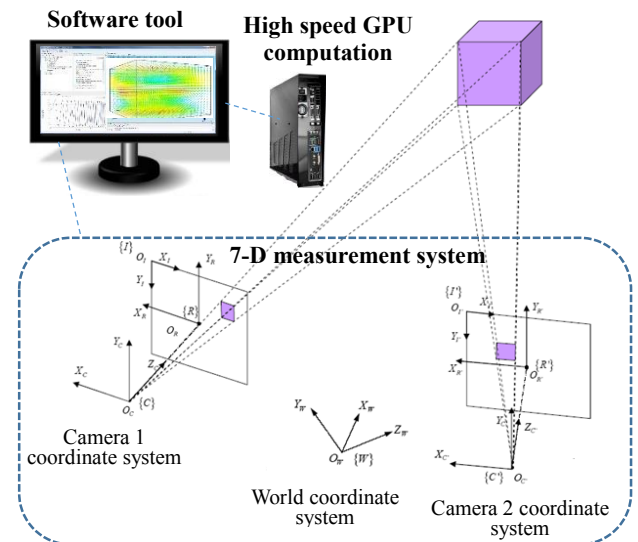 Software tool
High speed GPU
computation
7-D measurement system
{I}
O_I
X_I
Y_I
Y_R
X_R
O_R
{R}
Y_C
X_C
Z_C
O_C
{C}
Camera 1
coordinate system
Y_W
X_W
Z_W
O_W
{W}
World coordinate
system
{I'}
O_I'
Y_I'
Y_R'
X_R'
{R'}
O_R'
Y_C'
Z_C'
X_C'
{C'}
O_C'
Camera 2 coordinate
system